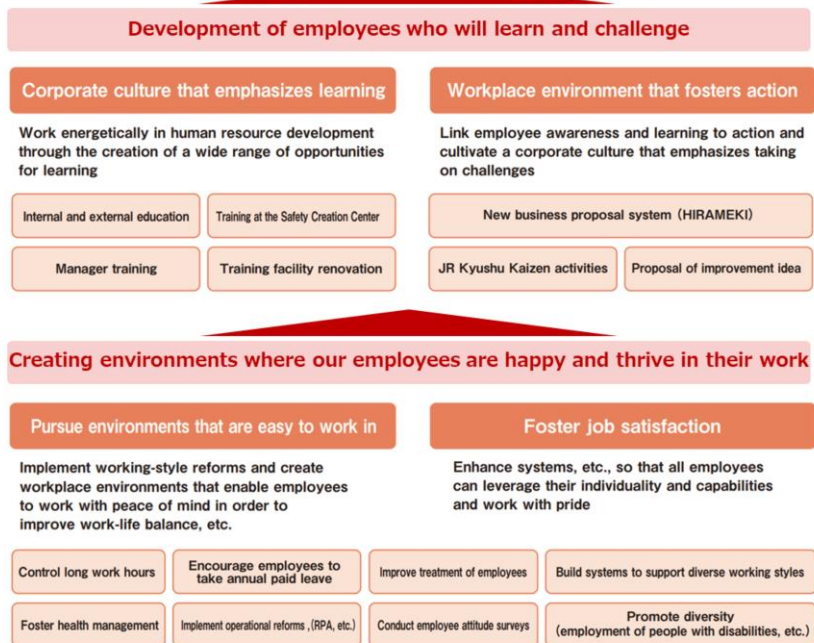 Development of employees who will learn and challenge
Corporate culture that emphasizes learning
Work energetically in human resource development
through the creation of a wide range of opportunities
for learning
Internal and external education
Training at the Safety Creation Center
Manager training
Training facility renovation
Workplace environment that fosters action
Link employee awareness and learning to action and
cultivate a corporate culture that emphasizes taking
on challenges
New business proposal system (HIRAMEKI)
JR Kyushu Kaizen activities
Proposal of improvement idea
Creating environments where our employees are happy and thrive in their work
Pursue environments that are easy to work in
Implement working-style reforms and create
workplace environments that enable employees
to work with peace of mind in order to
improve work-life balance, etc.
Foster job satisfaction
Enhance systems, etc., so that all employees
can leverage their individuality and capabilities
and work with pride
Control long work hours
Encourage employees to
take annual paid leave
Improve treatment of employees
Build systems to support diverse working styles
Foster health management
Implement operational reforms ,(RPA, etc.)
Conduct employee attitude surveys
Promote diversity
(employment of people with disabilities, etc.)